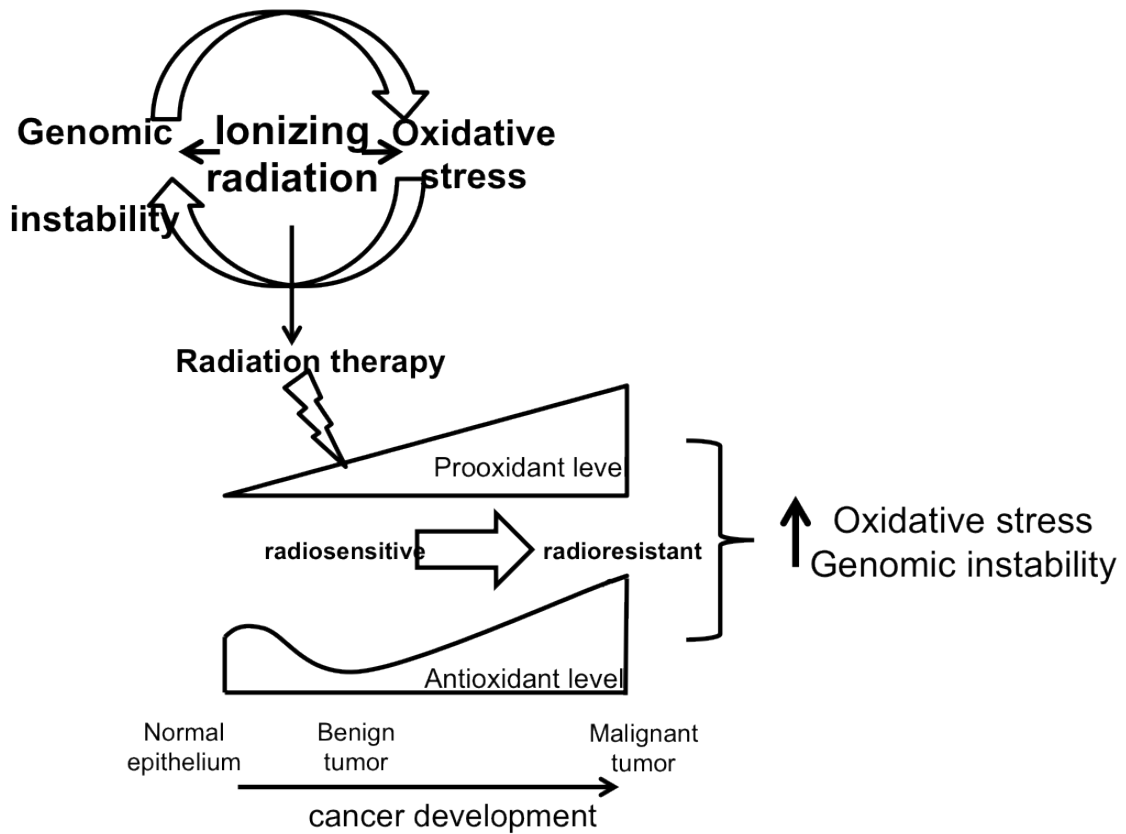 Genomic
instability
Ionizing
radiation
Oxidative
stress
Radiation therapy
Prooxidant level
radiosensitive
radioresistant
Oxidative stress
Genomic instability
Antioxidant level
Normal
epithelium
Benign
tumor
Malignant
tumor
cancer development